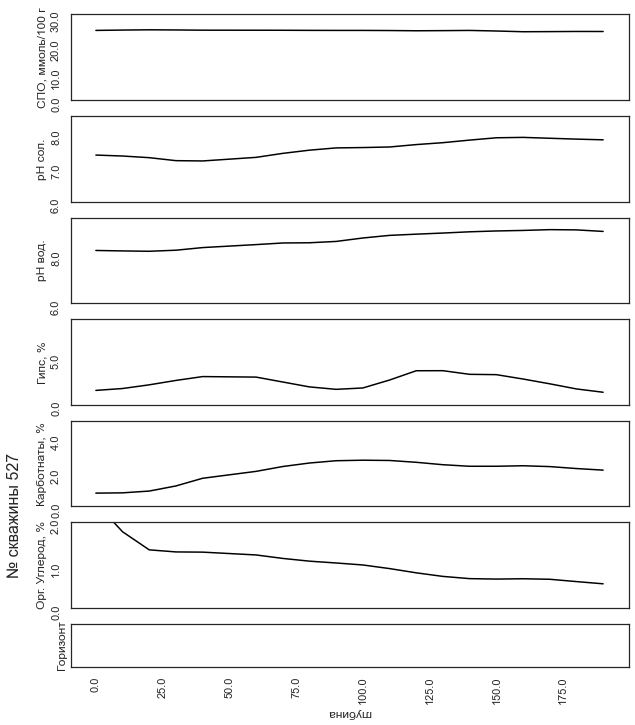 № скважины 527
СПО, ммоль/100 г
0.0 10.0 20.0 30.0
pH сол.
6.0 7.0 8.0
pH вод.
6.0 8.0
Гипс, %
0.0 5.0
Карботнаты, %
0.0 2.0 4.0
Орг. Углерод, %
0.0 1.0 2.0
Горизонт
0.0 25.0 50.0 75.0 100.0 125.0 150.0 175.0